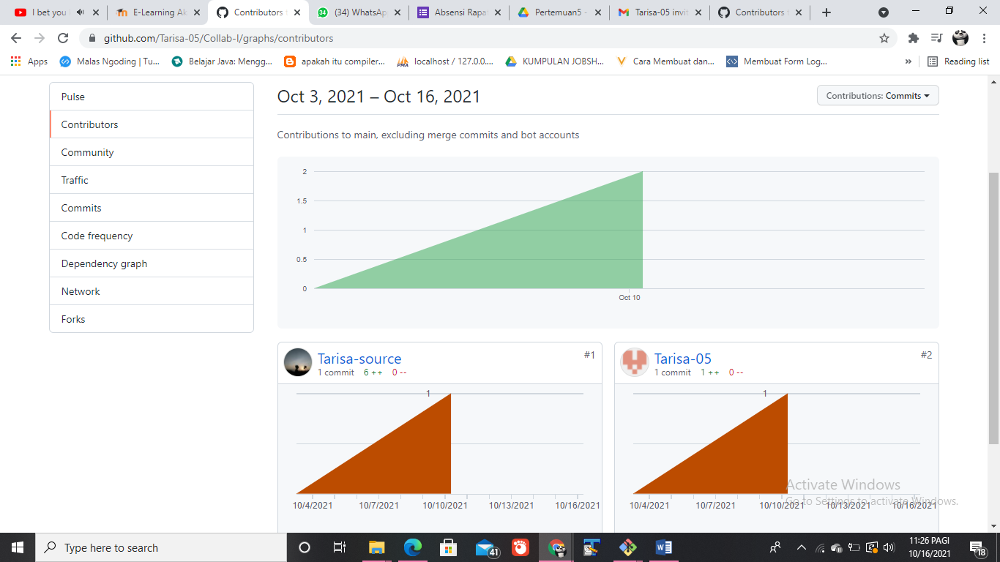 I bet you
E-Learning Ak
Contributors
(34) WhatsAp
Absensi Rapa
Pertemuan5 -
Tarisa-05 invi
Contributors
github.com/Tarisa-05/Collab-I/graphs/contributors
Apps
Malas Ngoding | Tu...
Belajar Java: Mengg...
apakah itu compiler...
localhost / 127.0.0....
KUMPULAN JOBSH...
Cara Membuat dan...
Membuat Form Log...
»
Reading list
Pulse
Contributors
Community
Traffic
Commits
Code frequency
Dependency graph
Network
Forks
Oct 3, 2021 – Oct 16, 2021
Contributions: Commits
Contributions to main, excluding merge commits and bot accounts
2
1.5
1
0.5
0
Oct 10
Tarisa-source
#1
1 commit 6 ++ 0 --
1
10/4/2021 10/7/2021 10/10/2021 10/13/2021 10/16/2021
Tarisa-05
#2
1 commit 1 ++ 0 --
1
10/4/2021 10/7/2021 10/10/2021 10/13/2021 10/16/2021
Activate Windows
Go to Settings to activate Windows.
Type here to search
41
11:26 PAGI
10/16/2021
18